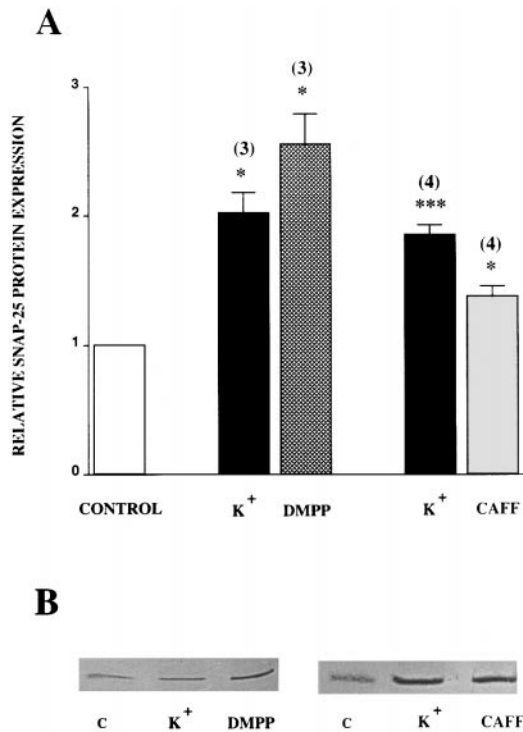 A
RELATIVE SNAP-25 PROTEIN EXPRESSION
3
2
1
0
(3)
*
(3)
*
(4)
***
(4)
*
CONTROL K+ DMPP K+ CAFF
B
C K+ DMPP C K+ CAFF